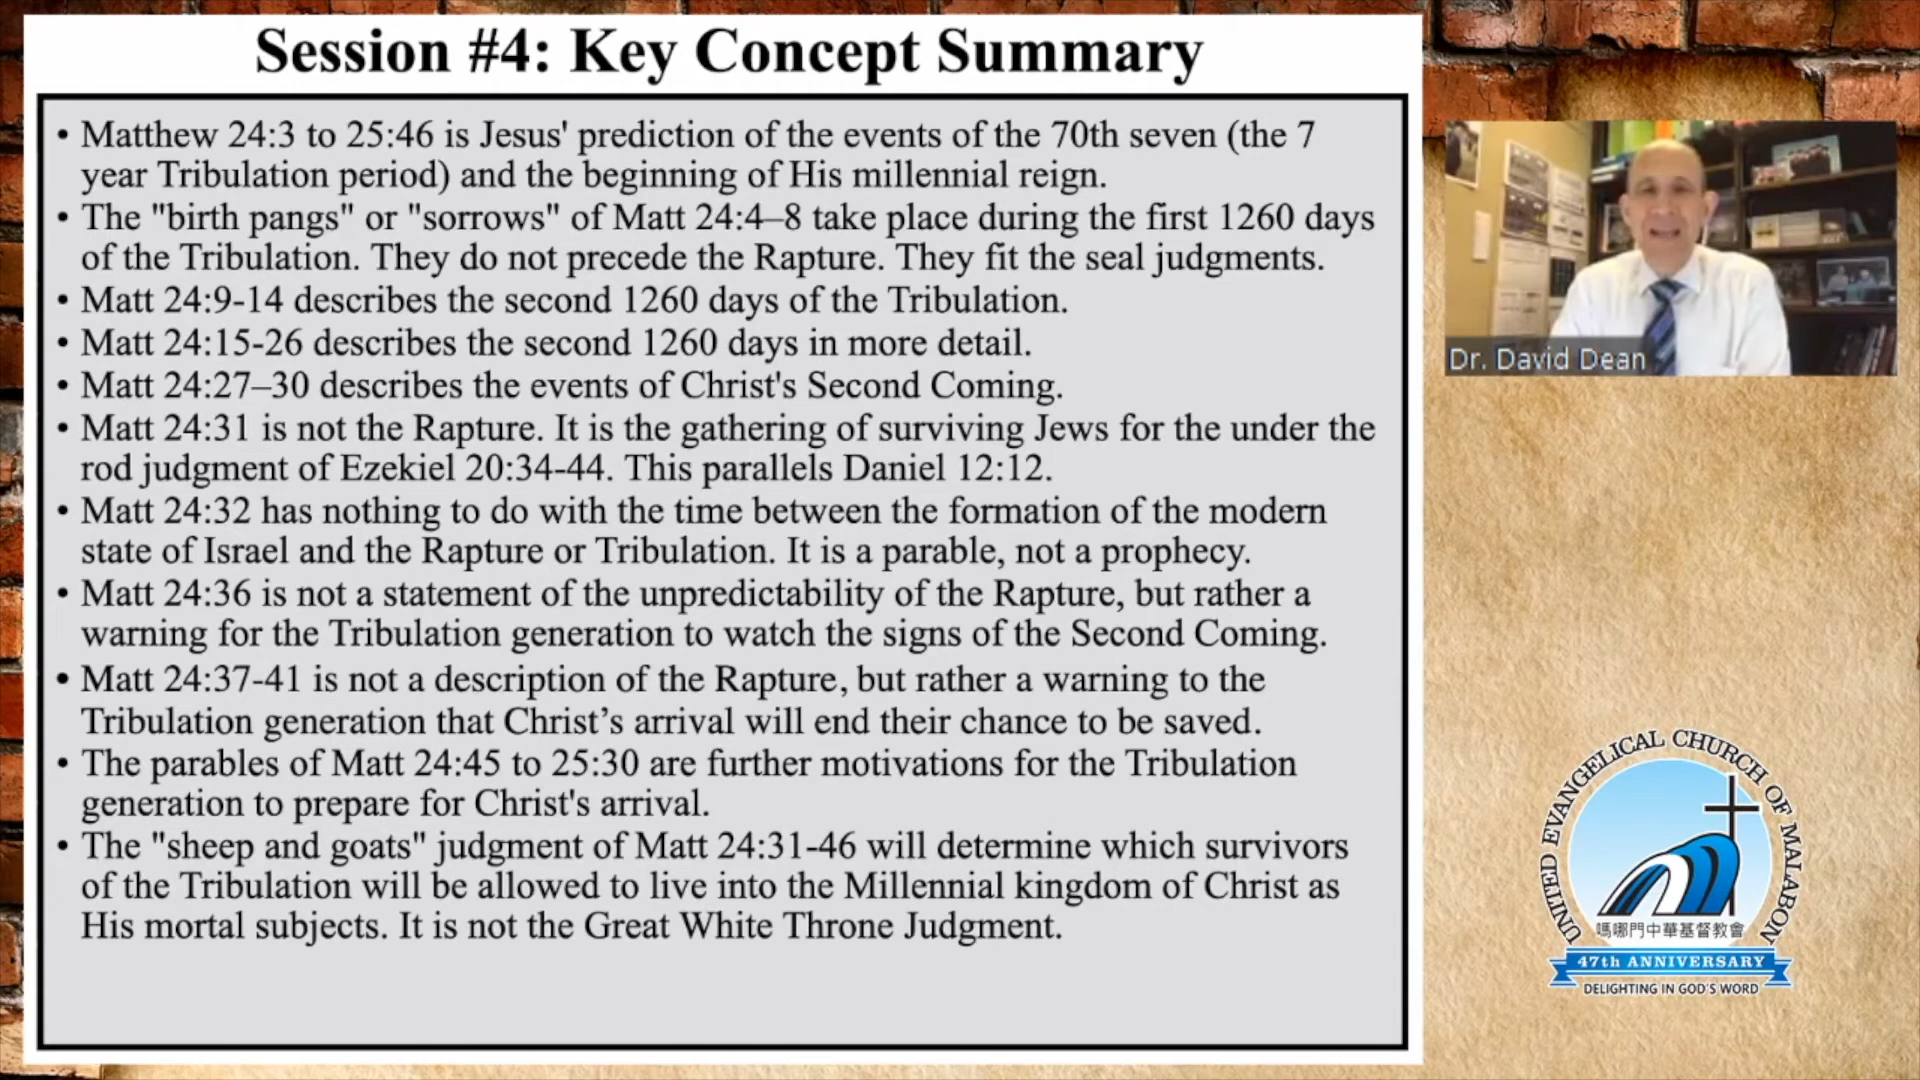 Session #4: Key Concept Summary
• Matthew 24:3 to 25:46 is Jesus' prediction of the events of the 70th seven (the 7
year Tribulation period) and the beginning of His millennial reign.
• The "birth pangs" or "sorrows" of Matt 24:4–8 take place during the first 1260 days
of the Tribulation. They do not precede the Rapture. They fit the seal judgments.
• Matt 24:9-14 describes the second 1260 days of the Tribulation.
• Matt 24:15-26 describes the second 1260 days in more detail.
• Matt 24:27–30 describes the events of Christ's Second Coming.
• Matt 24:31 is not the Rapture. It is the gathering of surviving Jews for the under the
rod judgment of Ezekiel 20:34-44. This parallels Daniel 12:12.
• Matt 24:32 has nothing to do with the time between the formation of the modern
state of Israel and the Rapture or Tribulation. It is a parable, not a prophecy.
• Matt 24:36 is not a statement of the unpredictability of the Rapture, but rather a
warning for the Tribulation generation to watch the signs of the Second Coming.
• Matt 24:37-41 is not a description of the Rapture, but rather a warning to the
Tribulation generation that Christ’s arrival will end their chance to be saved.
• The parables of Matt 24:45 to 25:30 are further motivations for the Tribulation
generation to prepare for Christ's arrival.
• The "sheep and goats" judgment of Matt 24:31-46 will determine which survivors
of the Tribulation will be allowed to live into the Millennial kingdom of Christ as
His mortal subjects. It is not the Great White Throne Judgment.
Dr. David Dean
UNITED EVANGELICAL CHURCH OF MALABON
嗎哪門中華基督教會
47th ANNIVERSARY
DELIGHTING IN GOD'S WORD